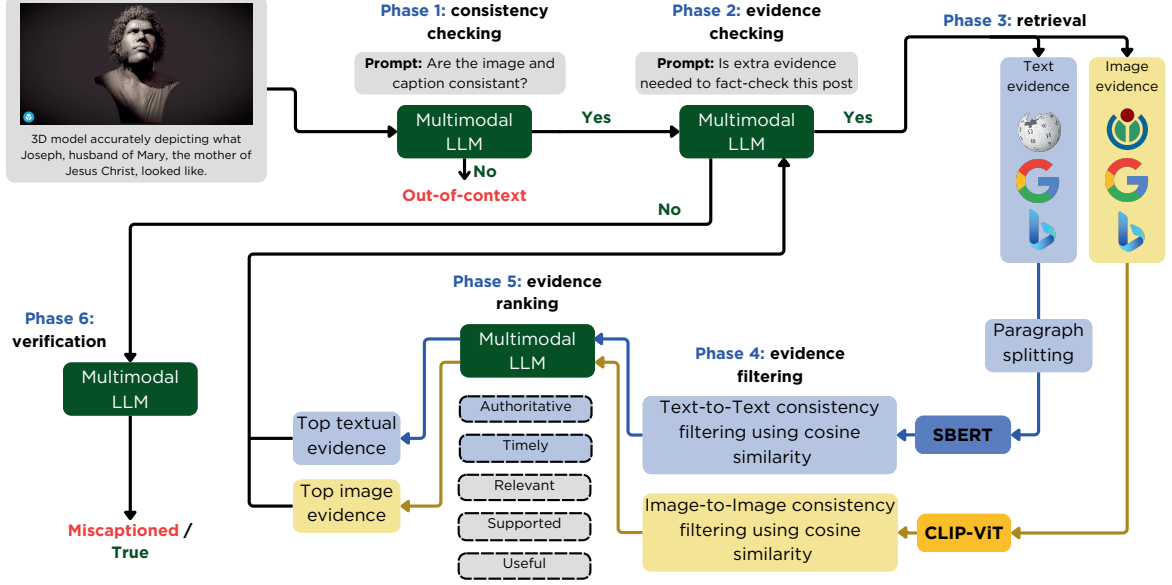 Phase 1: consistency
checking
Phase 2: evidence
checking
Phase 3: retrieval
Prompt: Are the image and
caption consistant?
Prompt: Is extra evidence
needed to fact-check this post
Text
evidence
Image
evidence
3D model accurately depicting what
Joseph, husband of Mary, the mother of
Jesus Christ, looked like.
Multimodal
LLM
Yes
Multimodal
LLM
Yes
No
Out-of-context
No
Phase 5: evidence
ranking
Phase 6:
verification
Multimodal
LLM
Multimodal
LLM
Phase 4: evidence
filtering
Paragraph
splitting
Authoritative
Timely
Relevant
Supported
Useful
Top textual
evidence
Top image
evidence
Text-to-Text consistency
filtering using cosine
similarity
SBERT
Image-to-Image consistency
filtering using cosine
similarity
CLIP-ViT
Miscaptioned /
True